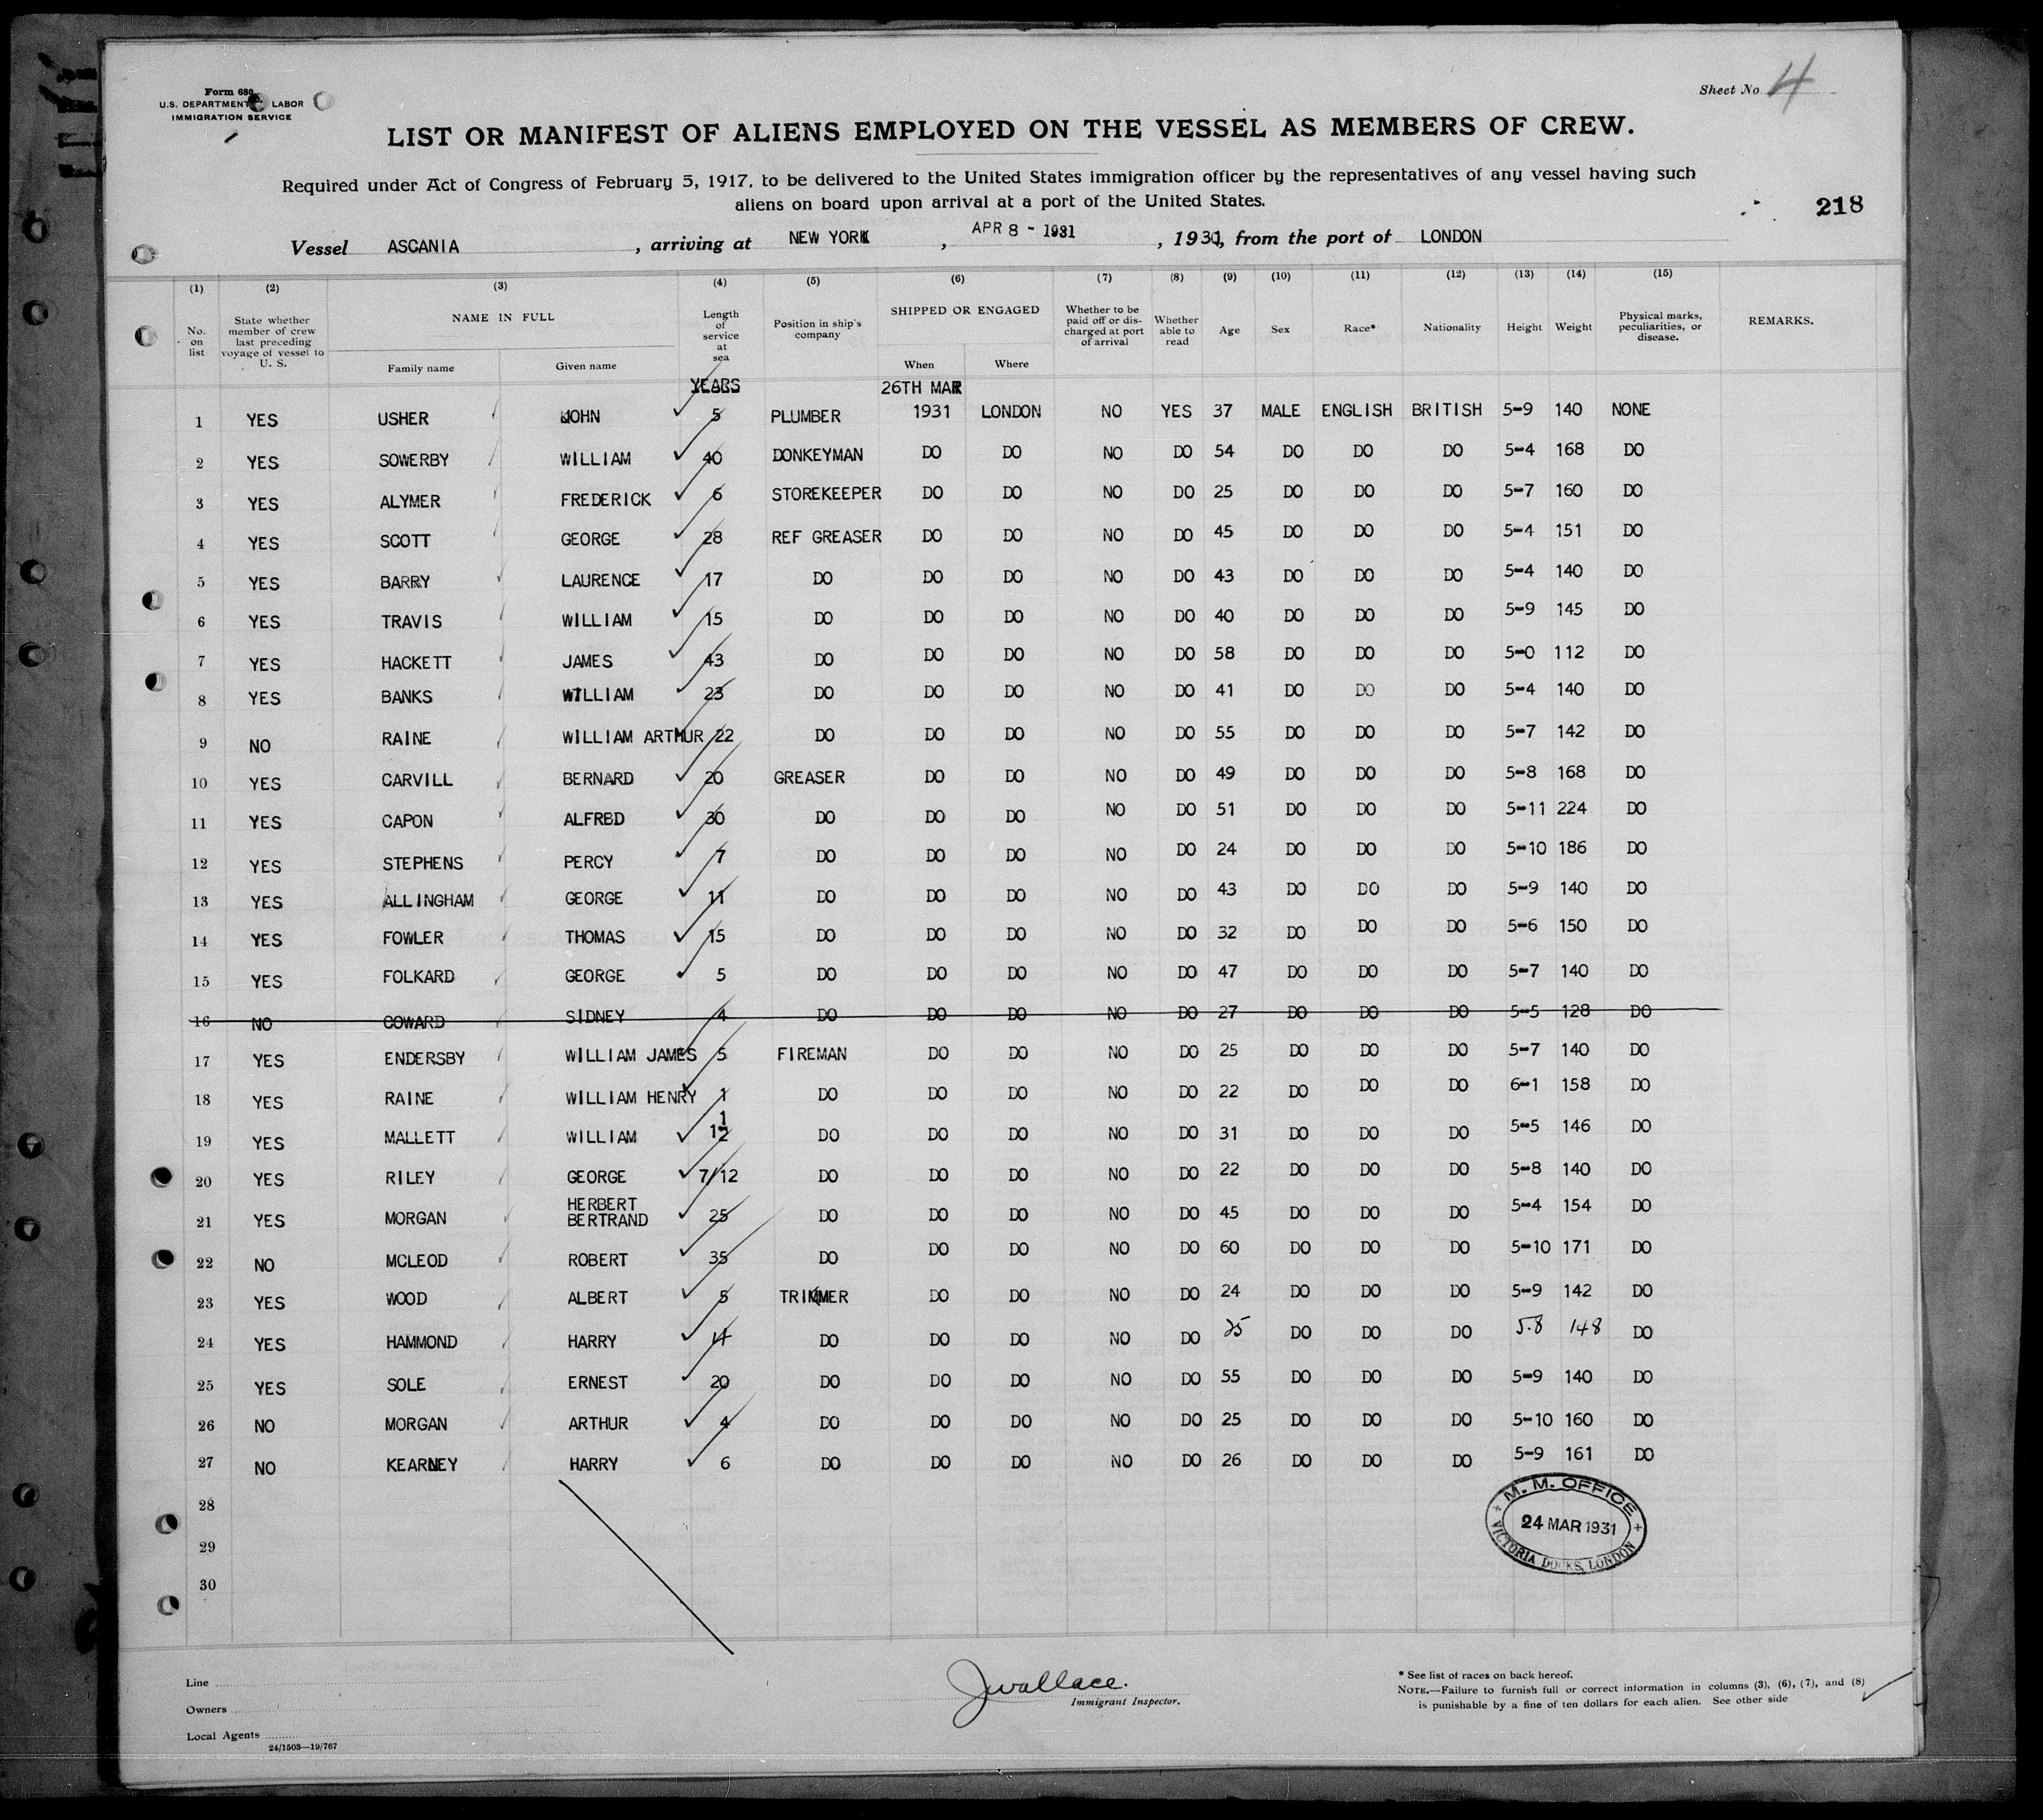 Form 680
U.S. DEPARTMENT LABOR
IMMIGRATION SERVICE
Sheet No. 4
LIST OR MANIFEST OF ALIENS EMPLOYED ON THE VESSEL AS MEMBERS OF CREW.
Required under Act of Congress of February 5, 1917, to be delivered to the United States immigration officer by the representatives of any vessel having such
aliens on board upon arrival at a port of the United States.
218
Vessel ASCANIA, arriving at NEW YORK, APR 8 - 1931, 1931, from the port of LONDON
(1) (2) (3) (4) (5) (6) (7) (8) (9) (10) (11) (12) (13) (14) (15)
No. on list
State whether member of crew last preceding voyage of vessel to U. S.
NAME IN FULL
Family name
Given name
Length of service at sea
Position in ship's company
SHIPPED OR ENGAGED
When
Where
Whether to be paid off or discharged at port of arrival
Whether able to read
Age
Sex
Race*
Nationality
Height
Weight
Physical marks, peculiarities, or disease.
REMARKS.
YEARS 26TH MAR
1 YES USHER JOHN 5 PLUMBER 1931 LONDON NO YES 37 MALE ENGLISH BRITISH 5-9 140 NONE
2 YES SOWERBY WILLIAM 40 DONKEYMAN DO DO NO DO 54 DO DO DO 5-4 168 DO
3 YES ALYMER FREDERICK 6 STOREKEEPER DO DO NO DO 25 DO DO DO 5-7 160 DO
4 YES SCOTT GEORGE 28 REF GREASER DO DO NO DO 45 DO DO DO 5-4 151 DO
5 YES BARRY LAURENCE 17 DO DO DO NO DO 43 DO DO DO 5-4 140 DO
6 YES TRAVIS WILLIAM 15 DO DO DO NO DO 40 DO DO DO 5-9 145 DO
7 YES HACKETT JAMES 43 DO DO DO NO DO 58 DO DO DO 5-0 112 DO
8 YES BANKS WILLIAM 23 DO DO DO NO DO 41 DO DO DO 5-4 140 DO
9 NO RAINE WILLIAM ARTHUR 22 DO DO DO NO DO 55 DO DO DO 5-7 142 DO
10 YES CARVILL BERNARD 20 GREASER DO DO NO DO 49 DO DO DO 5-8 168 DO
11 YES CAPON ALFRBD 30 DO DO DO NO DO 51 DO DO DO 5-11 224 DO
12 YES STEPHENS PERCY 7 DO DO DO NO DO 24 DO DO DO 5-10 186 DO
13 YES ALLINGHAM GEORGE 11 DO DO DO NO DO 43 DO DO DO 5-9 140 DO
14 YES FOWLER THOMAS 15 DO DO DO NO DO 32 DO DO DO 5-6 150 DO
15 YES FOLKARD GEORGE 5 DO DO DO NO DO 47 DO DO DO 5-7 140 DO
16 NO COWARD SIDNEY 4 DO DO DO NO DO 27 DO DO DO 5-5 128 DO
17 YES ENDERSBY WILLIAM JAMES 5 FIREMAN DO DO NO DO 25 DO DO DO 5-7 140 DO
18 YES RAINE WILLIAM HENRY 1 DO DO DO NO DO 22 DO DO DO 6-1 158 DO
19 YES MALLETT WILLIAM 1 1/2 DO DO DO NO DO 31 DO DO DO 5-5 146 DO
20 YES RILEY GEORGE 7/12 DO DO DO NO DO 22 DO DO DO 5-8 140 DO
21 YES MORGAN HERBERT BERTRAND 25 DO DO DO NO DO 45 DO DO DO 5-4 154 DO
22 NO MCLEOD ROBERT 35 DO DO DO NO DO 60 DO DO DO 5-10 171 DO
23 YES WOOD ALBERT 5 TRIMMER DO DO NO DO 24 DO DO DO 5-9 142 DO
24 YES HAMMOND HARRY DO DO DO NO DO 25 DO DO DO 5.8 148 DO
25 YES SOLE ERNEST 20 DO DO DO NO DO 55 DO DO DO 5-9 140 DO
26 NO MORGAN ARTHUR 4 DO DO DO NO DO 25 DO DO DO 5-10 160 DO
27 NO KEARNEY HARRY 6 DO DO DO NO DO 26 DO DO DO 5-9 161 DO
28
29
30
M. M. OFFICE
24 MAR 1931
VICTORIA DOCKS, LONDON
Line
Owners
Local Agents
24/1503—19/767
J Wallace.
Immigrant Inspector.
* See list of races on back hereof.
NOTE.—Failure to furnish full or correct information in columns (3), (6), (7), and (8)
is punishable by a fine of ten dollars for each alien. See other side